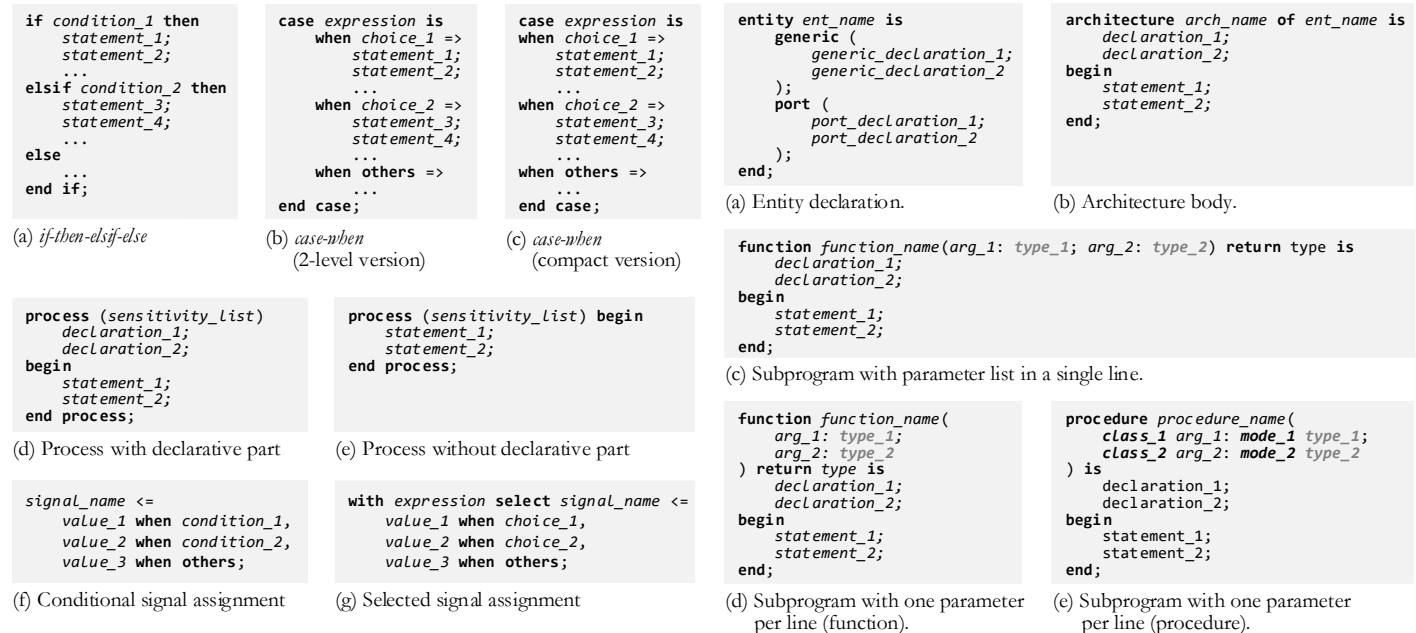 if condition_1 then
    statement_1;
    statement_2;
    ...
elsif condition_2 then
    statement_3;
    statement_4;
    ...
else
    ...
end if;
(a) if-then-elsif-else
case expression is
    when choice_1 =>
        statement_1;
        statement_2;
        ...
    when choice_2 =>
        statement_3;
        statement_4;
        ...
    when others =>
        ...
end case;
(b) case-when
(2-level version)
case expression is
when choice_1 =>
    statement_1;
    statement_2;
    ...
when choice_2 =>
    statement_3;
    statement_4;
    ...
when others =>
    ...
end case;
(c) case-when
(compact version)
process (sensitivity_list)
    declaration_1;
    declaration_2;
begin
    statement_1;
    statement_2;
end process;
(d) Process with declarative part
process (sensitivity_list) begin
    statement_1;
    statement_2;
end process;
(e) Process without declarative part
signal_name <=
    value_1 when condition_1,
    value_2 when condition_2,
    value_3 when others;
(f) Conditional signal assignment
with expression select signal_name <=
    value_1 when choice_1,
    value_2 when choice_2,
    value_3 when others;
(g) Selected signal assignment
entity ent_name is
    generic (
        generic_declaration_1;
        generic_declaration_2
    );
    port (
        port_declaration_1;
        port_declaration_2
    );
end;
(a) Entity declaration.
architecture arch_name of ent_name is
    declaration_1;
    declaration_2;
begin
    statement_1;
    statement_2;
end;
(b) Architecture body.
function function_name(arg_1: type_1; arg_2: type_2) return type is
    declaration_1;
    declaration_2;
begin
    statement_1;
    statement_2;
end;
(c) Subprogram with parameter list in a single line.
function function_name(
    arg_1: type_1;
    arg_2: type_2
) return type is
    declaration_1;
    declaration_2;
begin
    statement_1;
    statement_2;
end;
(d) Subprogram with one parameter
per line (function).
procedure procedure_name(
    class_1 arg_1: mode_1 type_1;
    class_2 arg_2: mode_2 type_2
) is
    declaration_1;
    declaration_2;
begin
    statement_1;
    statement_2;
end;
(e) Subprogram with one parameter
per line (procedure).